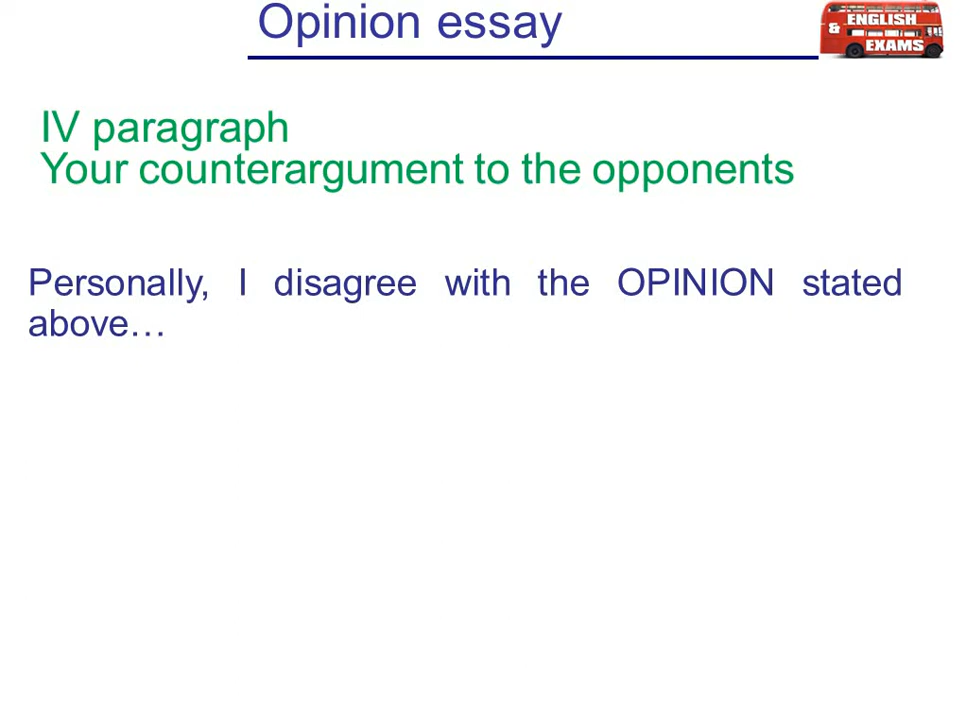 Opinion essay
ENGLISH
&
EXAMS
IV paragraph
Your counterargument to the opponents
Personally, I disagree with the OPINION stated
above…